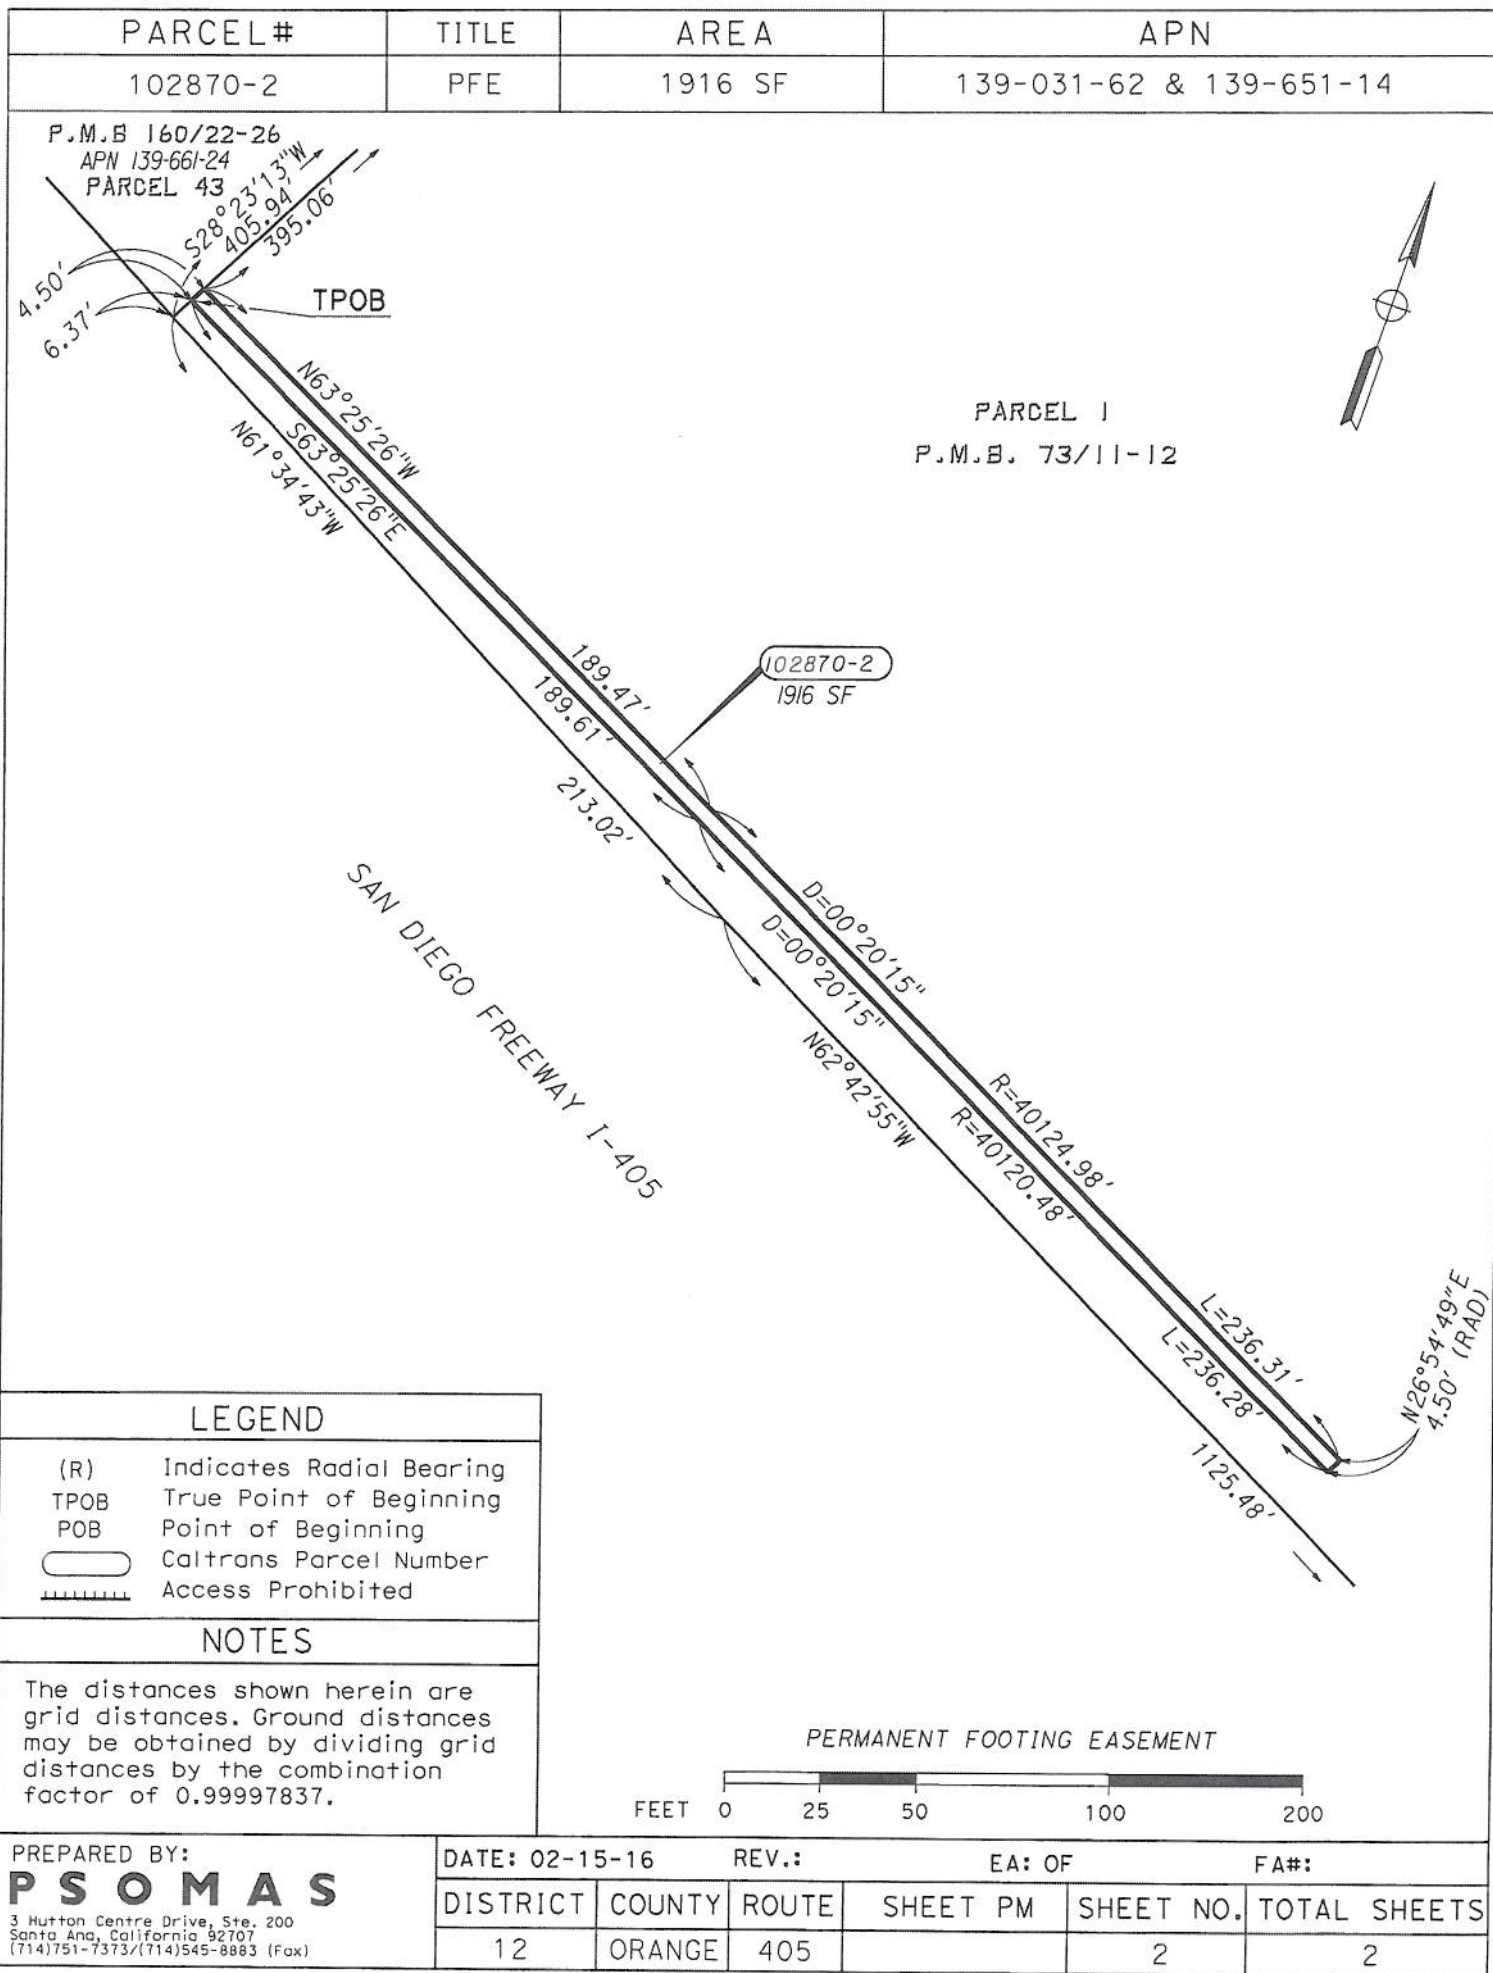 PARCEL# TITLE AREA APN
102870-2 PFE 1916 SF 139-031-62 & 139-651-14
P.M.B 160/22-26
APN 139-661-24
PARCEL 43
S28°23'13"W
405.94'
395.06'
4.50'
6.37'
TPOB
N63°25'26"W
S63°25'26"E
N61°34'43"W
PARCEL 1
P.M.B. 73/11-12
189.47'
189.61'
213.02'
102870-2
1916 SF
SAN DIEGO FREEWAY I-405
D=00°20'15"
D=00°20'15"
N62°42'55"W
R=40124.98'
R=40120.48'
L=236.31'
L=236.28'
1125.48'
N26°54'49"E
4.50' (RAD)
LEGEND
(R) Indicates Radial Bearing
TPOB True Point of Beginning
POB Point of Beginning
Caltrans Parcel Number
Access Prohibited
NOTES
The distances shown herein are
grid distances. Ground distances
may be obtained by dividing grid
distances by the combination
factor of 0.99997837.
PERMANENT FOOTING EASEMENT
FEET 0 25 50 100 200
PREPARED BY:
PSOMAS
3 Hutton Centre Drive, Ste. 200
Santa Ana, California 92707
(714)751-7373/(714)545-8883 (Fax)
DATE: 02-15-16 REV.: EA: OF FA#:
DISTRICT COUNTY ROUTE SHEET PM SHEET NO. TOTAL SHEETS
12 ORANGE 405 2 2